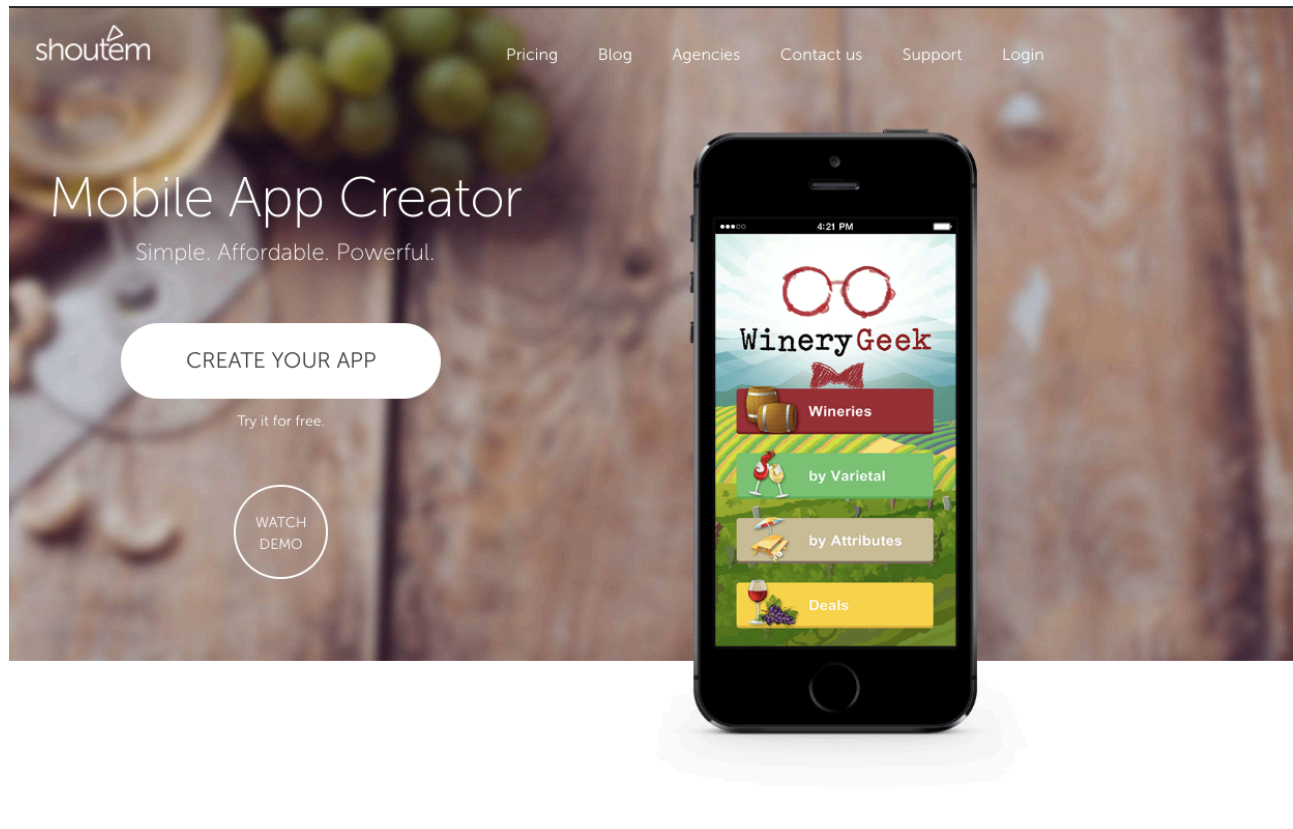 shoutem
Pricing Blog Agencies Contact us Support Login
Mobile App Creator
Simple. Affordable. Powerful.
CREATE YOUR APP
Try it for free.
WATCH
DEMO
4:21 PM
WineryGeek
Wineries
by Varietal
by Attributes
Deals